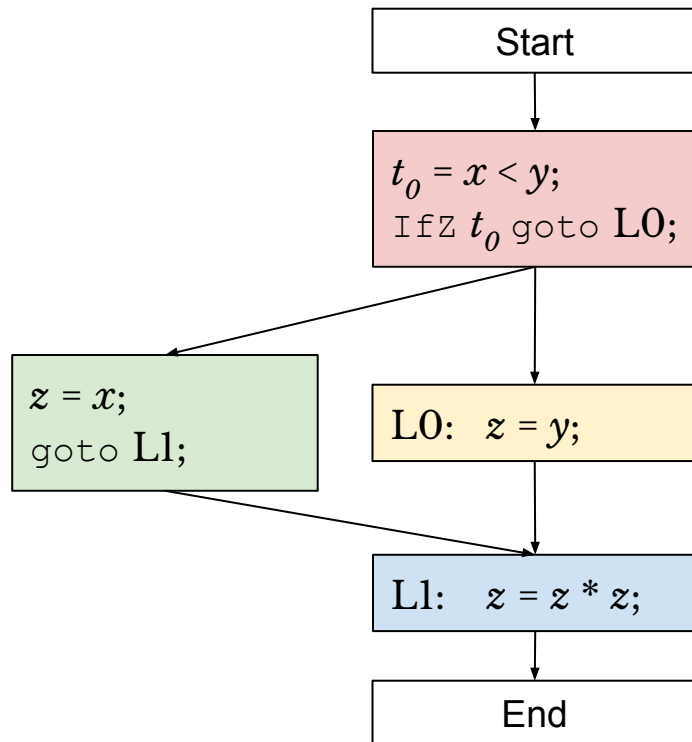 Start
t₀ = x < y;
IfZ t₀ goto L0;
z = x;
goto L1;
L0: z = y;
L1: z = z * z;
End